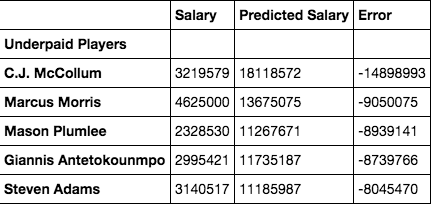 Salary Predicted Salary Error
Underpaid Players
C.J. McCollum 3219579 18118572 -14898993
Marcus Morris 4625000 13675075 -9050075
Mason Plumlee 2328530 11267671 -8939141
Giannis Antetokounmpo 2995421 11735187 -8739766
Steven Adams 3140517 11185987 -8045470